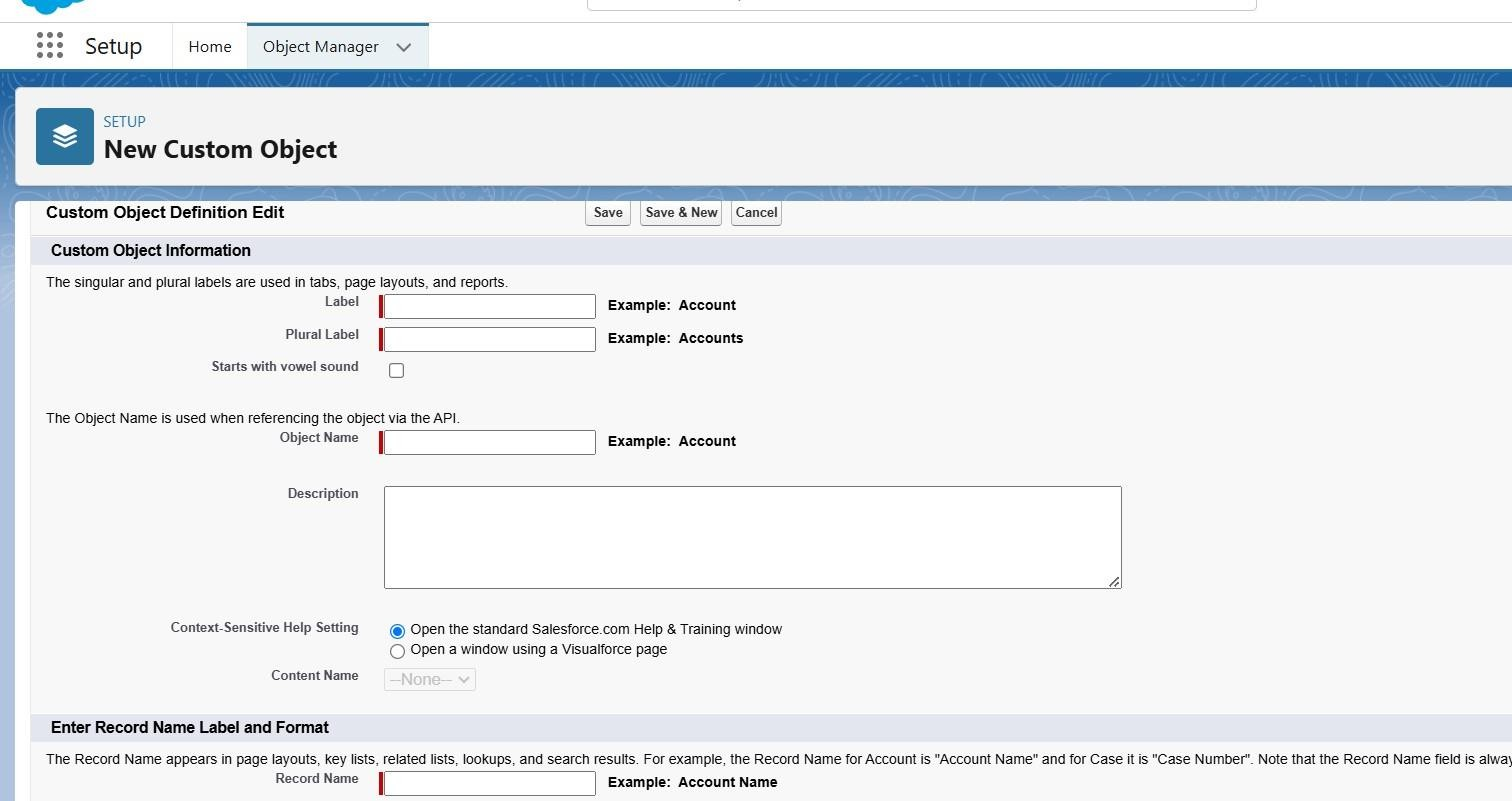 Setup
Home
Object Manager
SETUP
New Custom Object
Custom Object Definition Edit
Save
Save & New
Cancel
Custom Object Information
The singular and plural labels are used in tabs, page layouts, and reports.
Label
Example: Account
Plural Label
Example: Accounts
Starts with vowel sound
The Object Name is used when referencing the object via the API.
Object Name
Example: Account
Description
Context-Sensitive Help Setting
Open the standard Salesforce.com Help & Training window
Open a window using a Visualforce page
Content Name
--None--
Enter Record Name Label and Format
The Record Name appears in page layouts, key lists, related lists, lookups, and search results. For example, the Record Name for Account is "Account Name" and for Case it is "Case Number". Note that the Record Name field is
Record Name
Example: Account Name